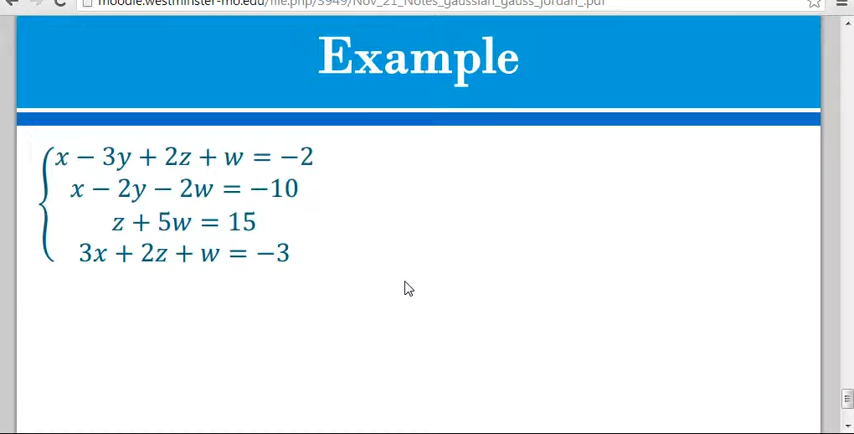 moodle.westminster-mo.edu/file.php/3949/Nov_21_Notes_gaussian_gauss_jordan_.pdf
Example
x − 3y + 2z + w = −2
x − 2y − 2w = −10
z + 5w = 15
3x + 2z + w = −3